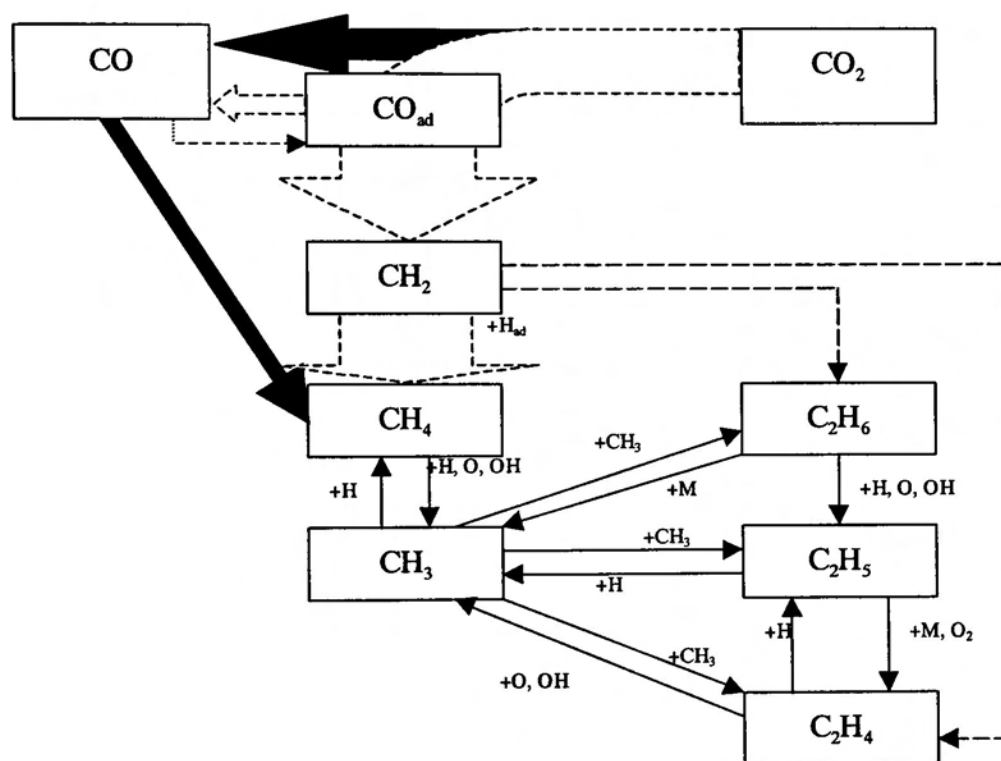 CO
CO₂
COad
CH₂
+Had
CH₄
C₂H₆
+CH₃
+H, O, OH
+H
+M
+H, O, OH
+CH₃
CH₃
C₂H₅
+H
+H
+M, O₂
+CH₃
+O, OH
C₂H₄